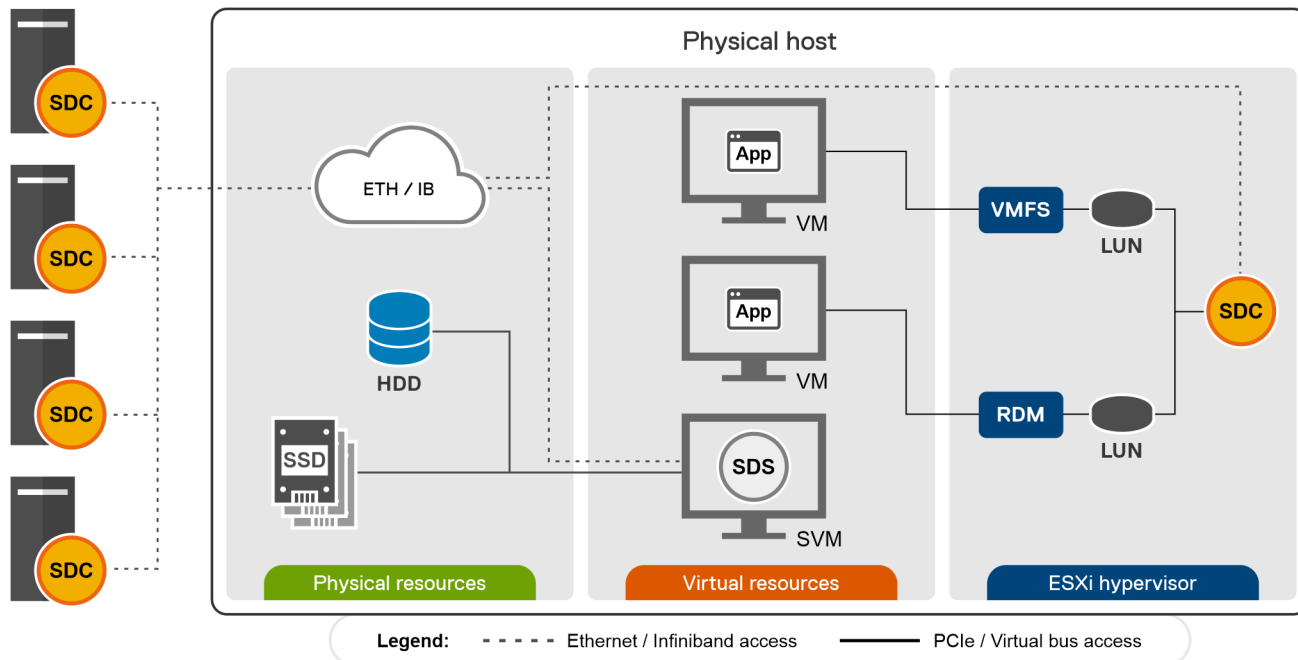 Physical host
SDC
SDC
SDC
SDC
ETH / IB
HDD
SSD
Physical resources
App
VM
App
VM
SDS
SVM
Virtual resources
VMFS
LUN
SDC
RDM
LUN
ESXi hypervisor
Legend: Ethernet / Infiniband access PCIe / Virtual bus access